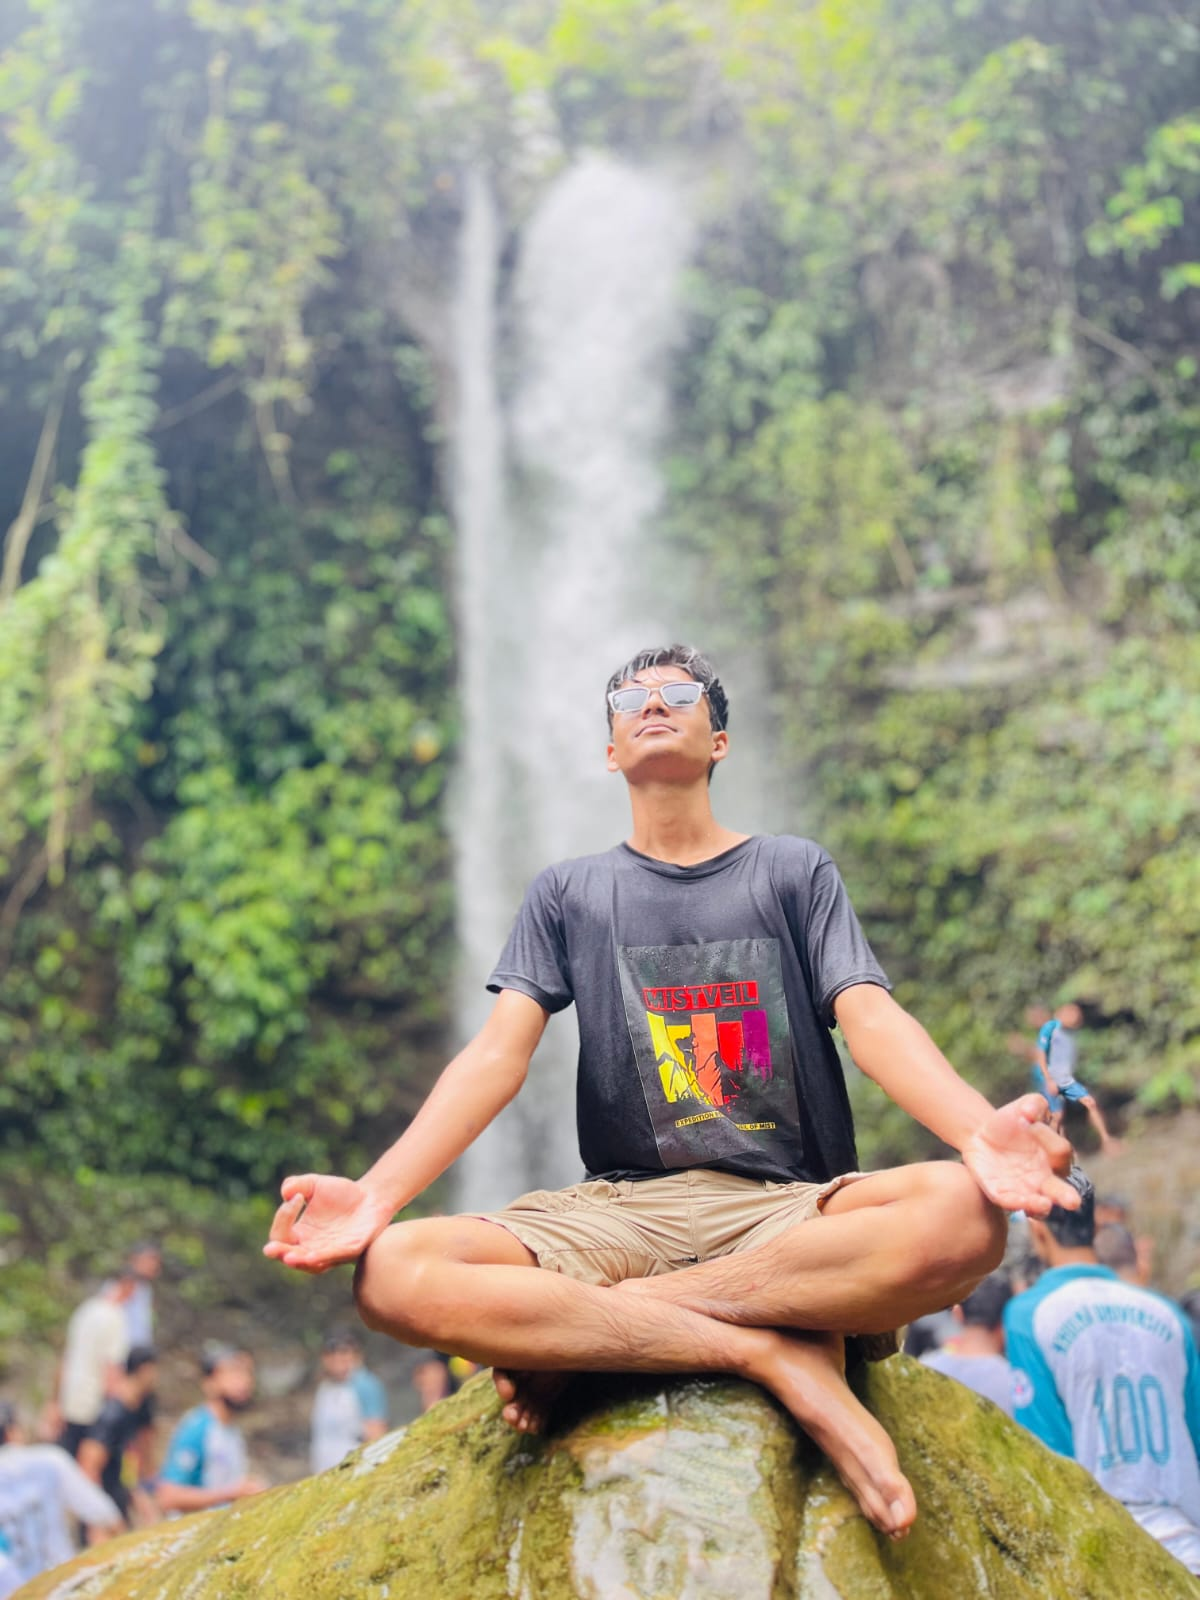 MISTVEIL
EXPEDITION
OF MIST
KHULNA UNIVERSITY
100